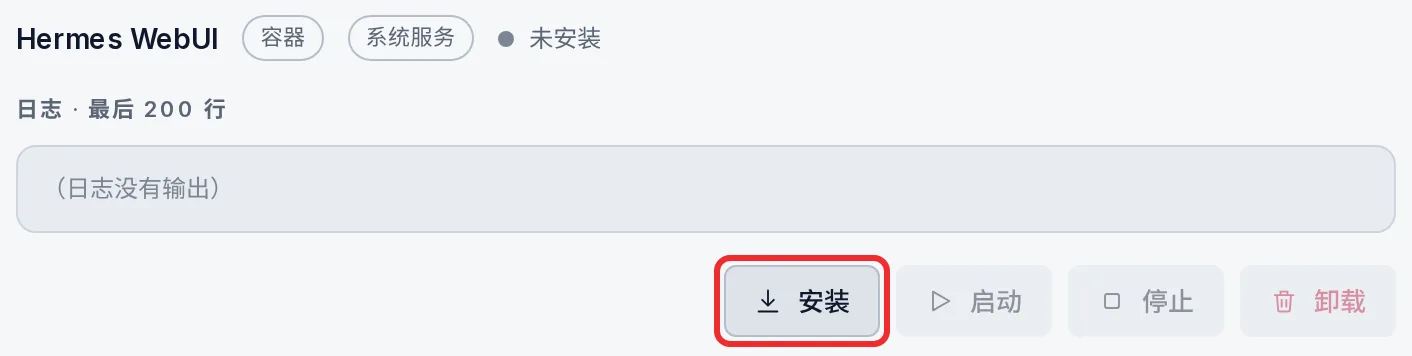 Hermes WebUI 容器 系统服务 未安装
日志 · 最后 200 行
（日志没有输出）
安装 启动 停止 卸载